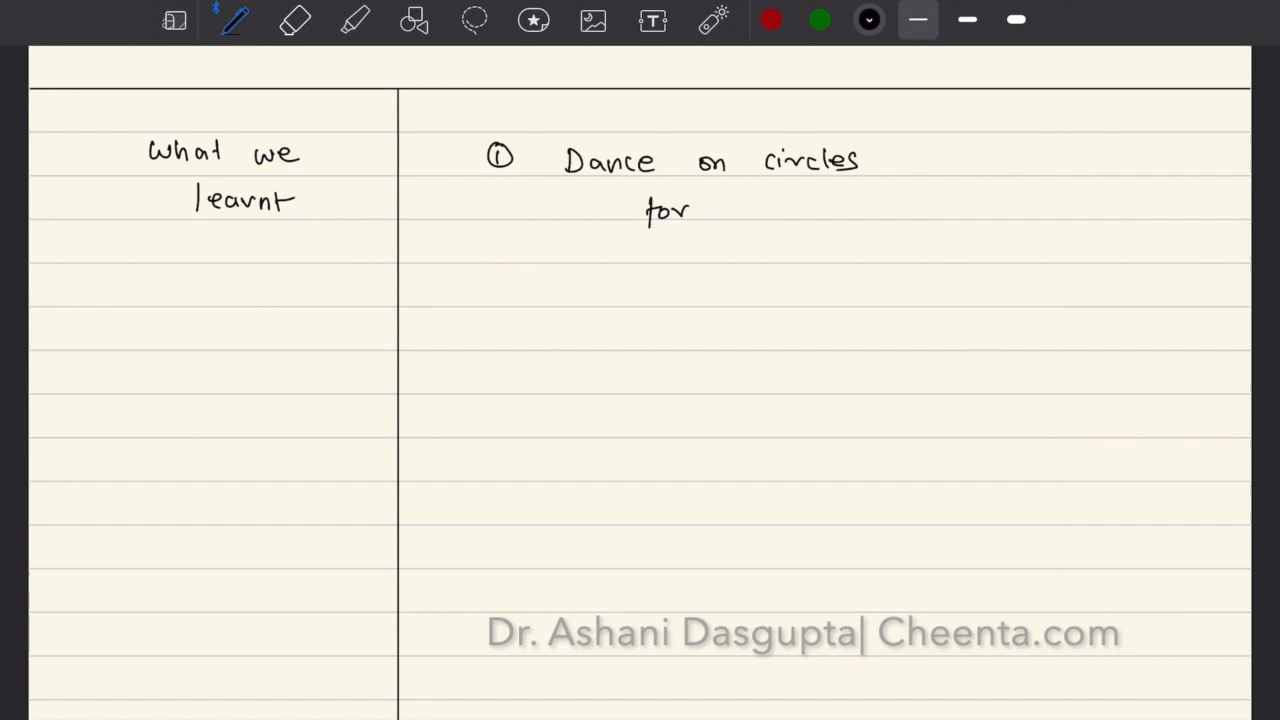 What we
learnt
① Dance on circles
for
Dr. Ashani Dasgupta| Cheenta.com